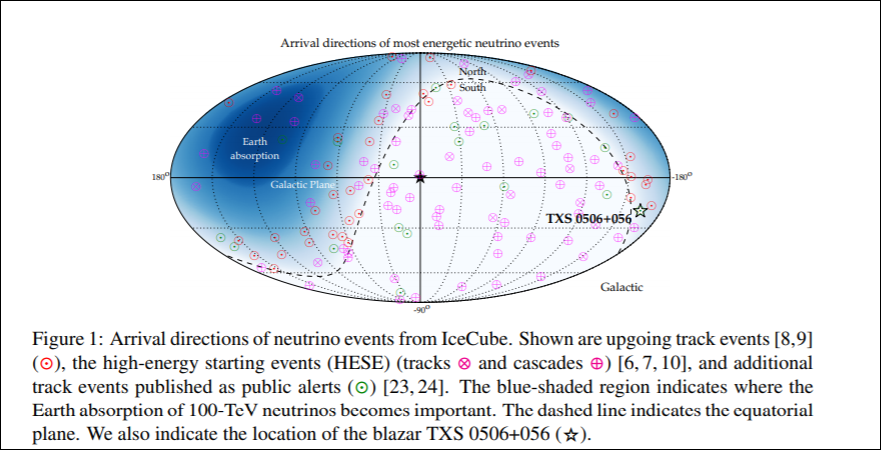 Arrival directions of most energetic neutrino events
North
South
Earth
absorption
180°
Galactic Plane
-180°
TXS 0506+056
Galactic
-90°
Figure 1: Arrival directions of neutrino events from IceCube. Shown are upgoing track events [8,9]
(⊙), the high-energy starting events (HESE) (tracks ⊗ and cascades ⊕) [6,7,10], and additional
track events published as public alerts (⊙) [23,24]. The blue-shaded region indicates where the
Earth absorption of 100-TeV neutrinos becomes important. The dashed line indicates the equatorial
plane. We also indicate the location of the blazar TXS 0506+056 (☆).